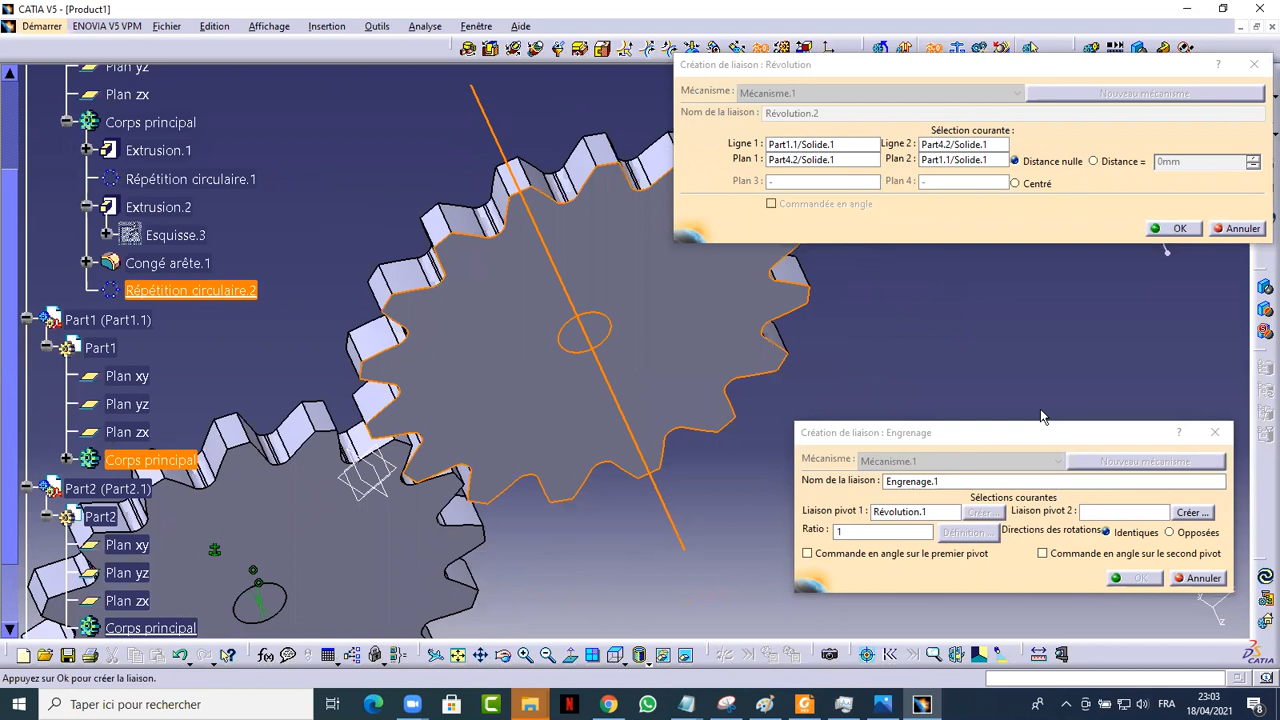 CATIA V5 - [Product1]
Démarrer ENOVIA V5 VPM Fichier Edition Affichage Insertion Outils Analyse Fenêtre Aide
Plan yz
Plan zx
Corps principal
Extrusion.1
Répétition circulaire.1
Extrusion.2
Esquisse.3
Congé arête.1
Répétition circulaire.2
Part1 (Part1.1)
Part1
Plan xy
Plan yz
Plan zx
Corps principal
Part2 (Part2.1)
Part2
Plan xy
Plan yz
Plan zx
Corps principal
Création de liaison : Révolution
?
Mécanisme : Mécanisme.1 Nouveau mécanisme
Nom de la liaison : Révolution.2
Sélection courante :
Ligne 1 : Part1.1/Solide.1 Ligne 2 : Part4.2/Solide.1
Plan 1 : Part4.2/Solide.1 Plan 2 : Part1.1/Solide.1 Distance nulle Distance = 0mm
Plan 3 : - Plan 4 : - Centré
Commandée en angle
OK Annuler
Création de liaison : Engrenage
?
Mécanisme : Mécanisme.1 Nouveau mécanisme
Nom de la liaison : Engrenage.1
Sélections courantes
Liaison pivot 1 : Révolution.1 Créer ... Liaison pivot 2 : Créer ...
Ratio : 1 Définition ... Directions des rotations : Identiques Opposées
Commande en angle sur le premier pivot Commande en angle sur le second pivot
OK Annuler
z
f(x)
CATIA
Appuyez sur Ok pour créer la liaison.
Taper ici pour rechercher
FRA
23:03
18/04/2021
8